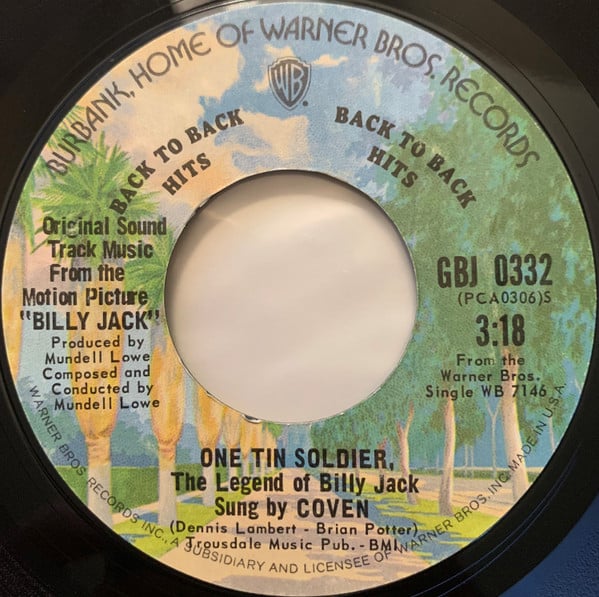 BURBANK, HOME OF WARNER BROS. RECORDS
WB
BACK TO BACK
HITS
BACK TO BACK
HITS
Original Sound
Track Music
From the
Motion Picture
"BILLY JACK"
Produced by
Mundell Lowe
Composed and
Conducted by
Mundell Lowe
GBJ 0332
(PCA0306)S
3:18
From the
Warner Bros.
Single WB 7146
ONE TIN SOLDIER,
The Legend of Billy Jack
Sung by COVEN
(Dennis Lambert - Brian Potter)
Trousdale Music Pub. - BMI
WARNER BROS. RECORDS INC., A SUBSIDIARY AND LICENSEE OF WARNER BROS. INC. MADE IN U.S.A.